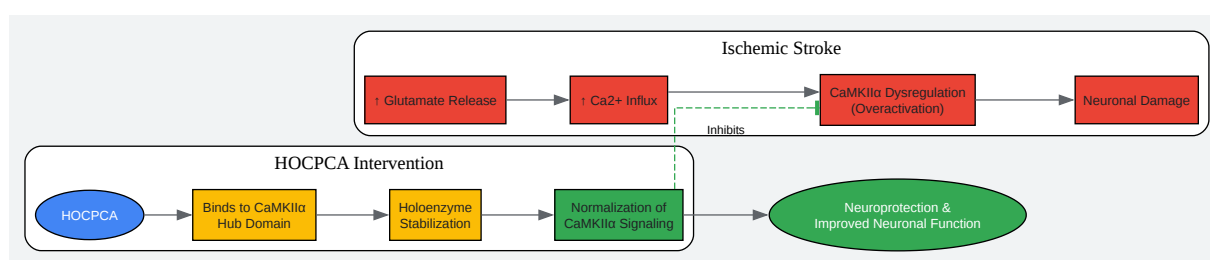 Ischemic Stroke
↑ Glutamate Release
↑ Ca2+ Influx
CaMKIIα Dysregulation
(Overactivation)
Neuronal Damage
Inhibits
HOCPCA Intervention
HOCPCA
Binds to CaMKIIα
Hub Domain
Holoenzyme
Stabilization
Normalization of
CaMKIIα Signaling
Neuroprotection &
Improved Neuronal Function